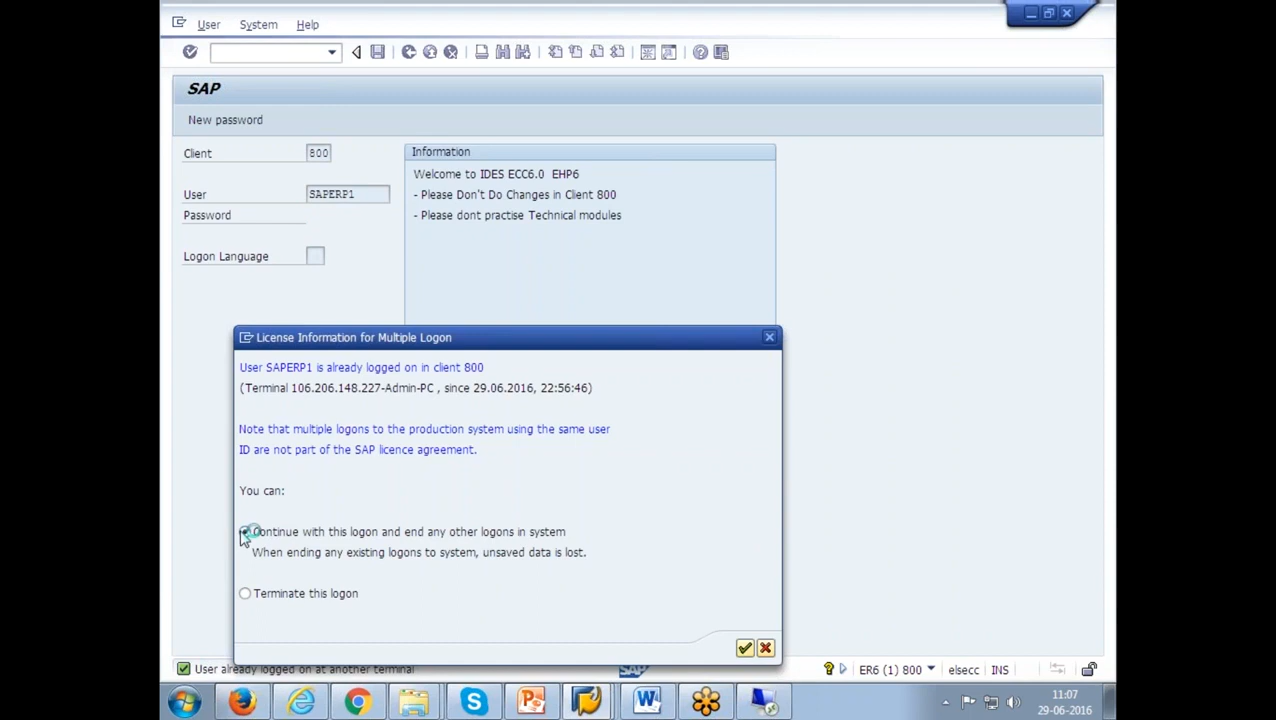 User System Help
SAP
New password
Client 800
Information
Welcome to IDES ECC6.0 EHP6
User SAPERP1
- Please Don't Do Changes in Client 800
Password
- Please dont practise Technical modules
Logon Language
License Information for Multiple Logon
User SAPERP1 is already logged on in client 800
(Terminal 106.206.148.227-Admin-PC , since 29.06.2016, 22:56:46)
Note that multiple logons to the production system using the same user
ID are not part of the SAP licence agreement.
You can:
Continue with this logon and end any other logons in system
When ending any existing logons to system, unsaved data is lost.
Terminate this logon
User already logged on at another terminal
SAP
ER6 (1) 800 elsecc INS
11:07
29-06-2016